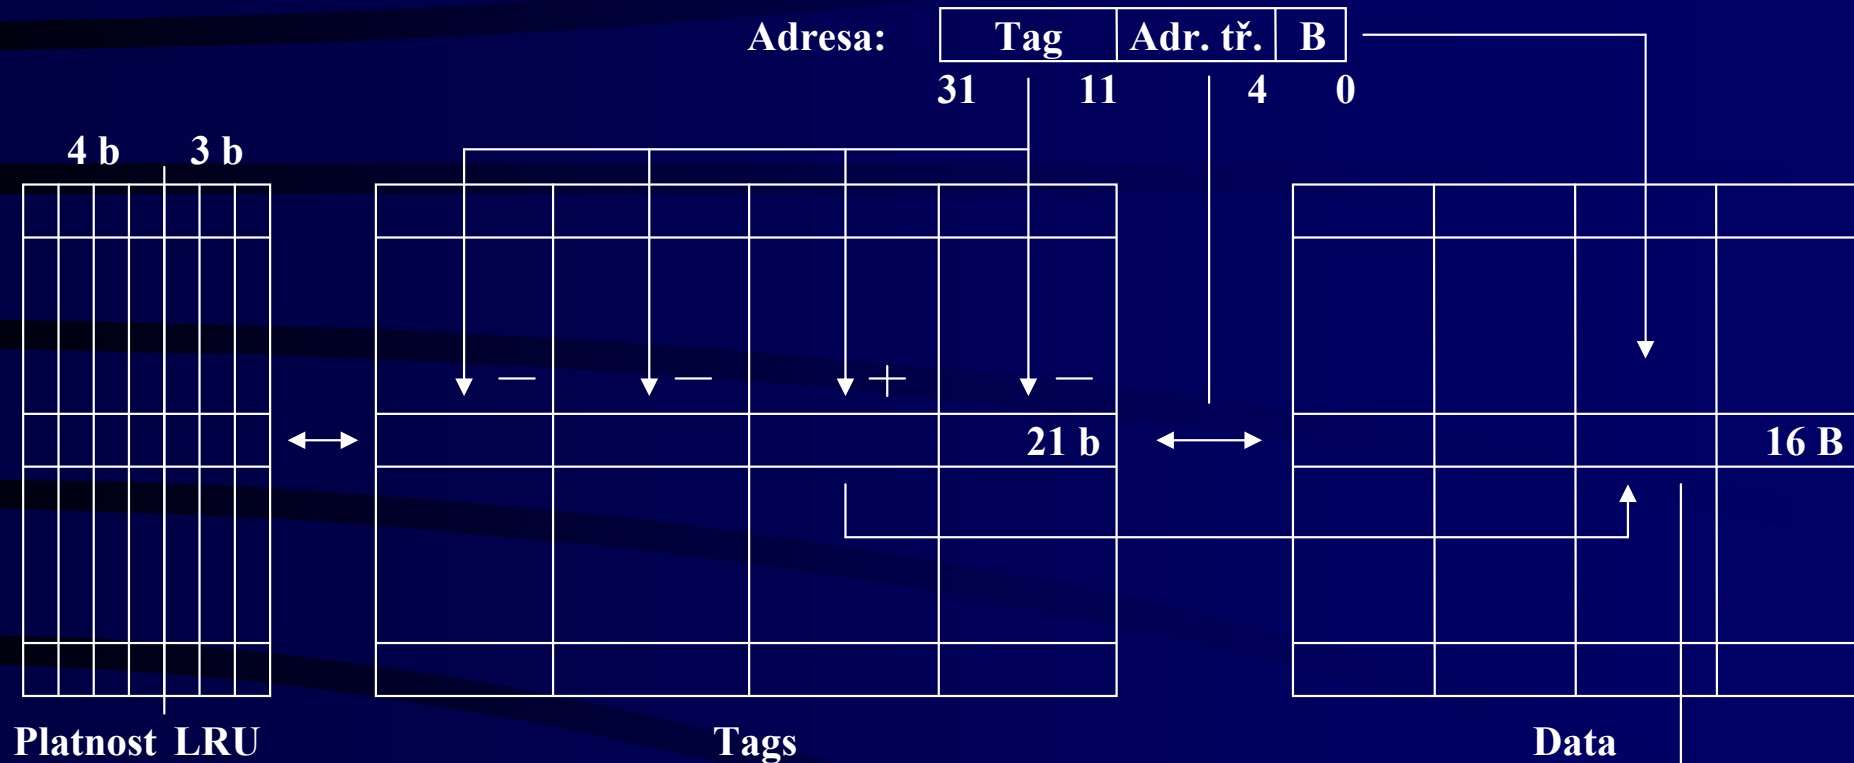 Adresa: Tag Adr. tř. B
31 11 4 0
4 b 3 b
— — + —
21 b 16 B
Platnost LRU Tags Data